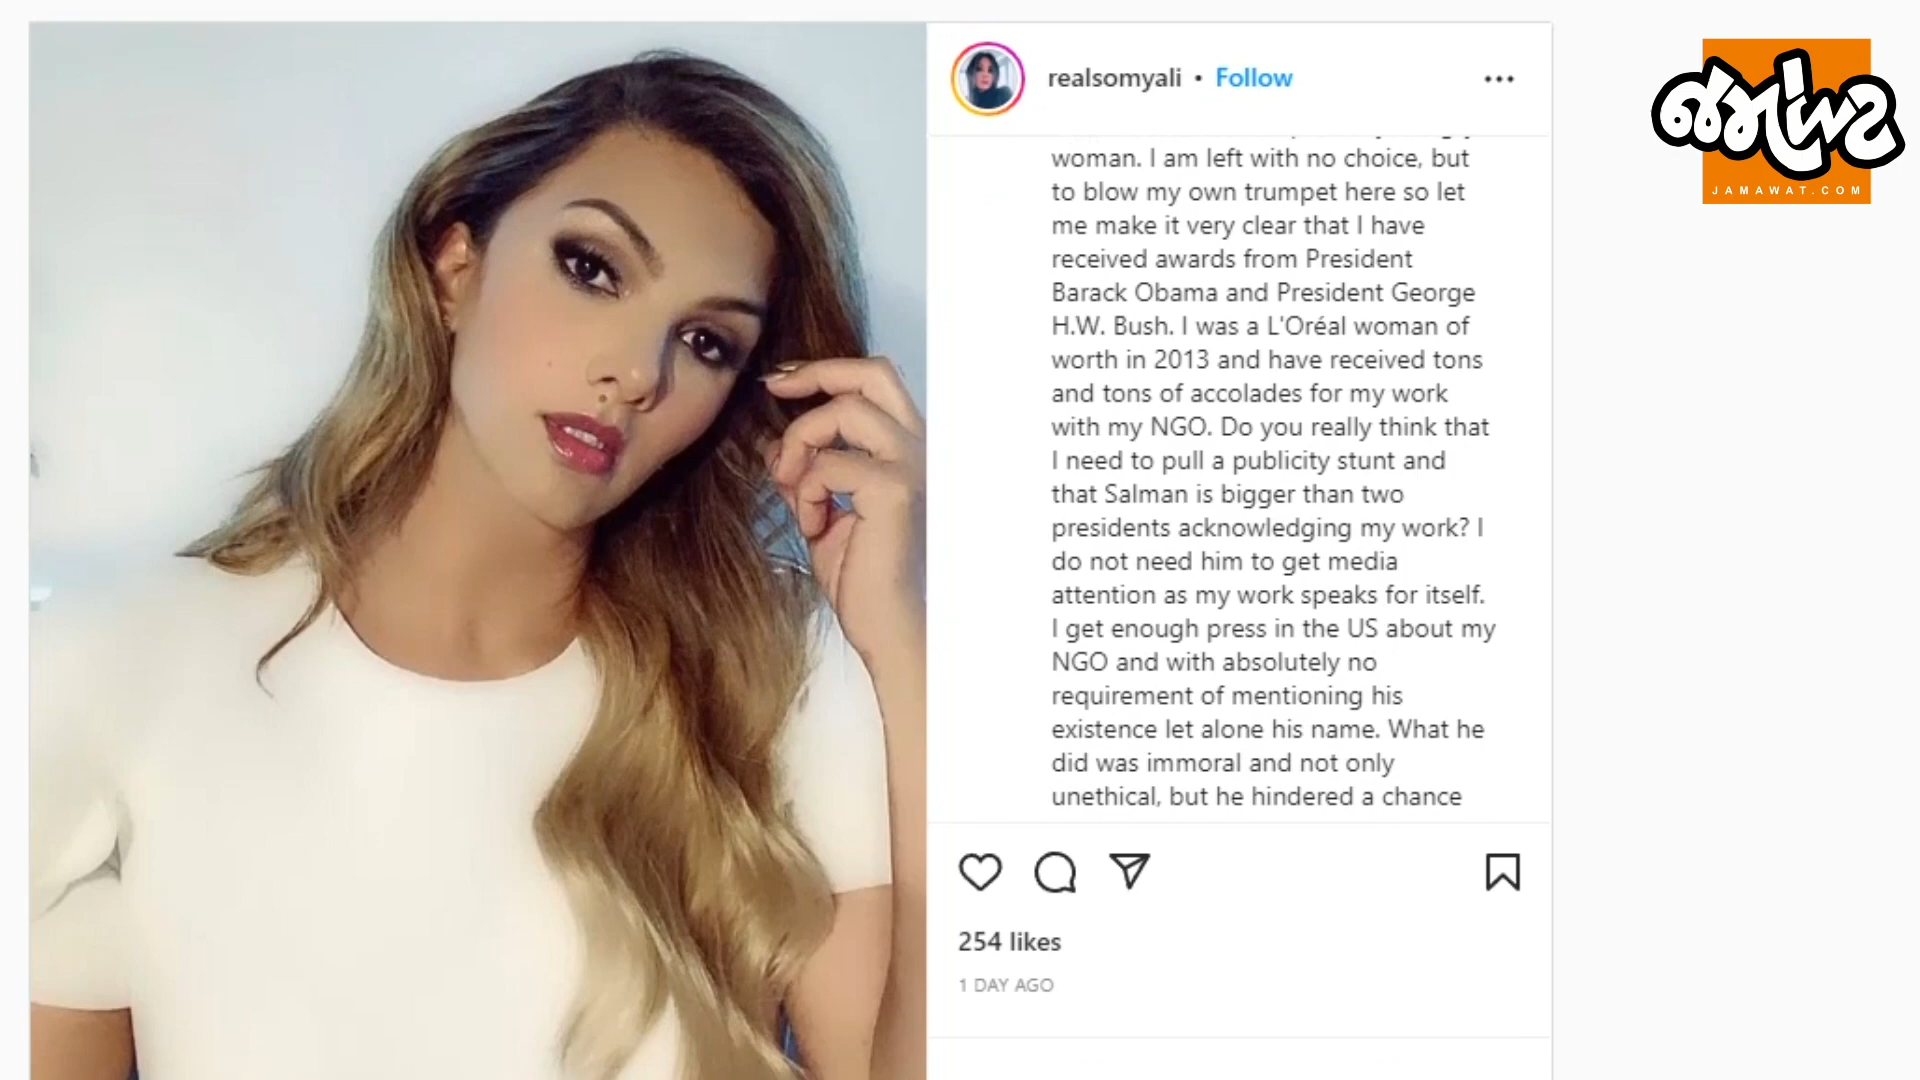 realsomyali • Follow
woman. I am left with no choice, but
to blow my own trumpet here so let
me make it very clear that I have
received awards from President
Barack Obama and President George
H.W. Bush. I was a L'Oréal woman of
worth in 2013 and have received tons
and tons of accolades for my work
with my NGO. Do you really think that
I need to pull a publicity stunt and
that Salman is bigger than two
presidents acknowledging my work? I
do not need him to get media
attention as my work speaks for itself.
I get enough press in the US about my
NGO and with absolutely no
requirement of mentioning his
existence let alone his name. What he
did was immoral and not only
unethical, but he hindered a chance
254 likes
1 DAY AGO
જમાવટ
JAMAWAT.COM